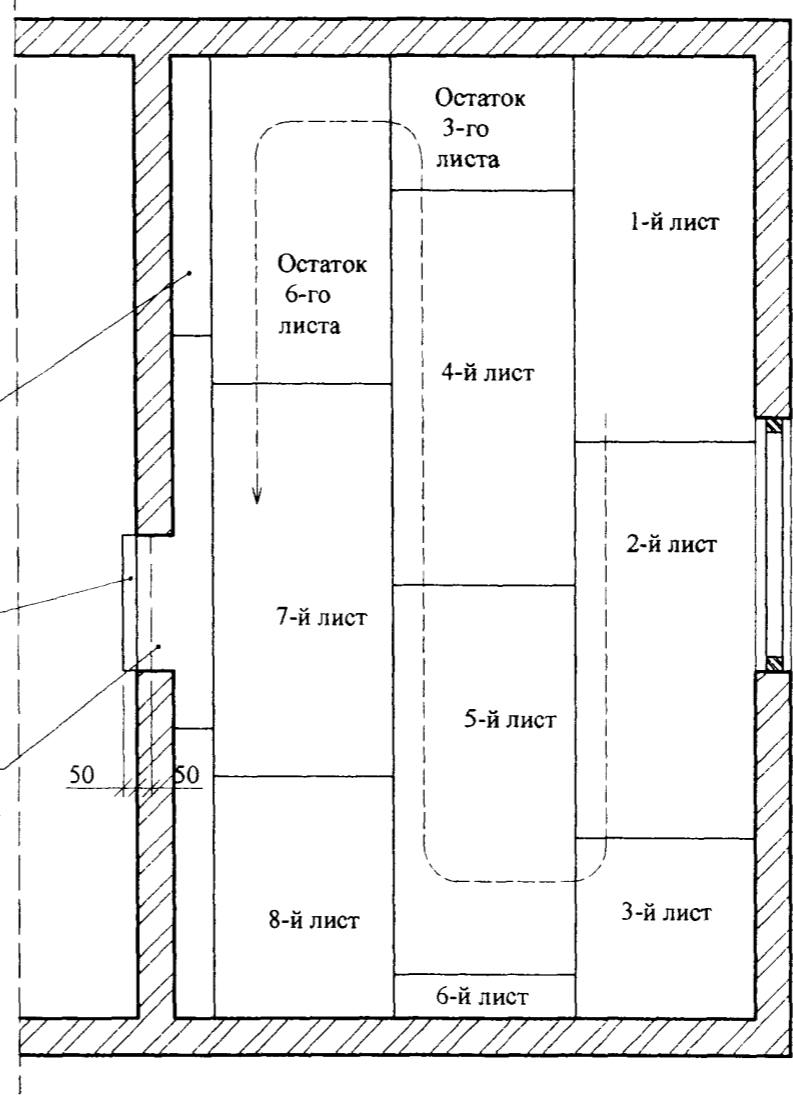 Остаток
3-го
листа
1-й лист
Остаток
6-го
листа
4-й лист
2-й лист
7-й лист
5-й лист
50
50
3-й лист
8-й лист
6-й лист